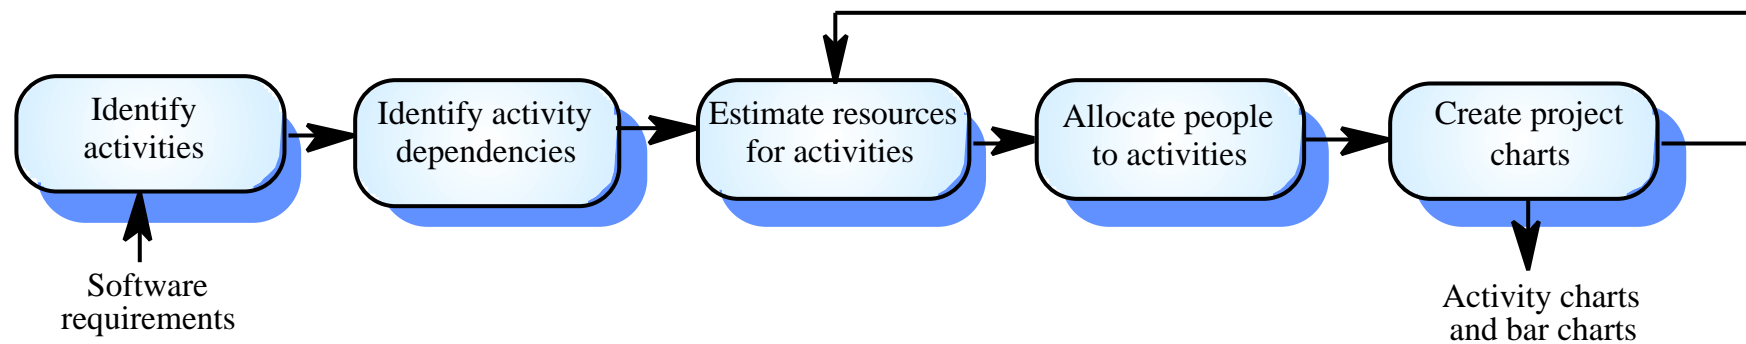 Identify
activities
Identify activity
dependencies
Estimate resources
for activities
Allocate people
to activities
Create project
charts
Software
requirements
Activity charts
and bar charts